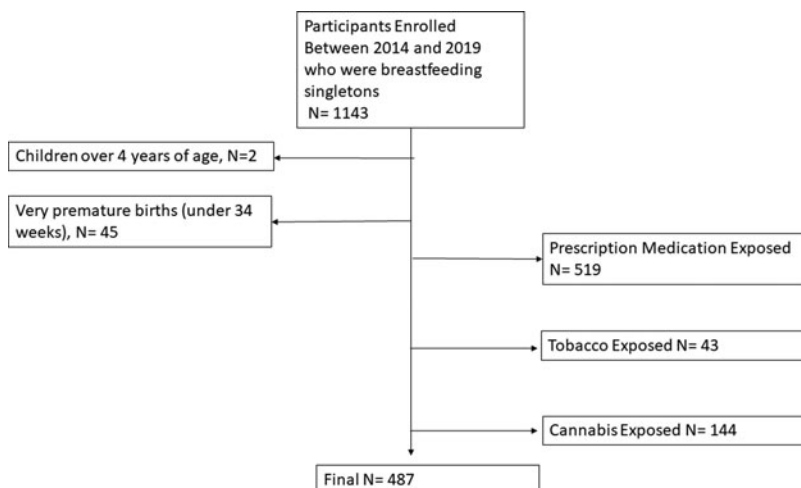 Participants Enrolled
Between 2014 and 2019
who were breastfeeding
singletons
N= 1143
Children over 4 years of age, N=2
Very premature births (under 34
weeks), N= 45
Prescription Medication Exposed
N= 519
Tobacco Exposed N= 43
Cannabis Exposed N= 144
Final N= 487